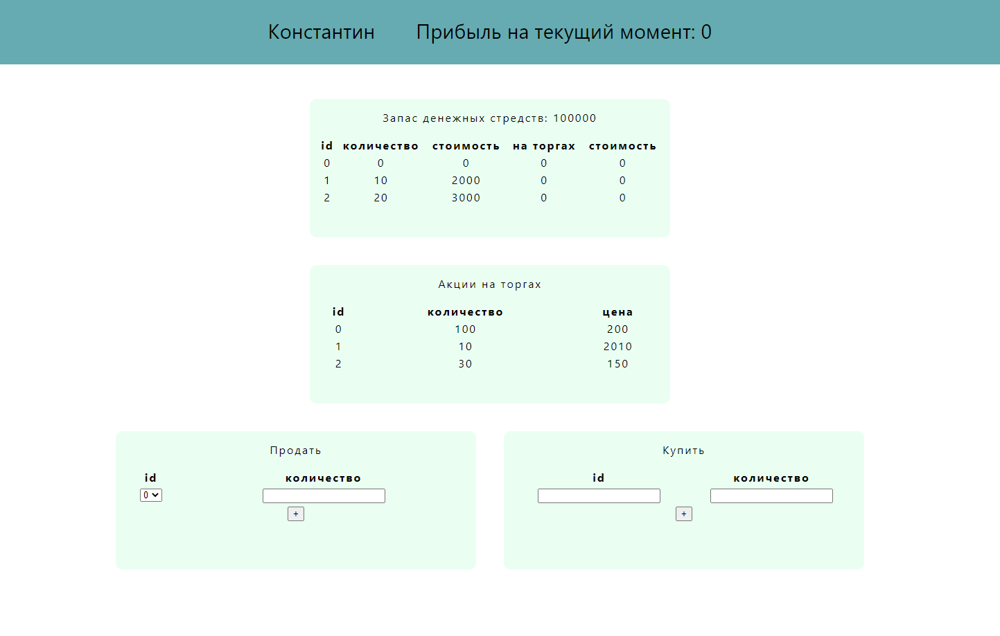 Константин Прибыль на текущий момент: 0
Запас денежных стредств: 100000
id количество стоимость на торгах стоимость
0 0 0 0 0
1 10 2000 0 0
2 20 3000 0 0
Акции на торгах
id количество цена
0 100 200
1 10 2010
2 30 150
Продать
id количество
0
+
Купить
id количество
+